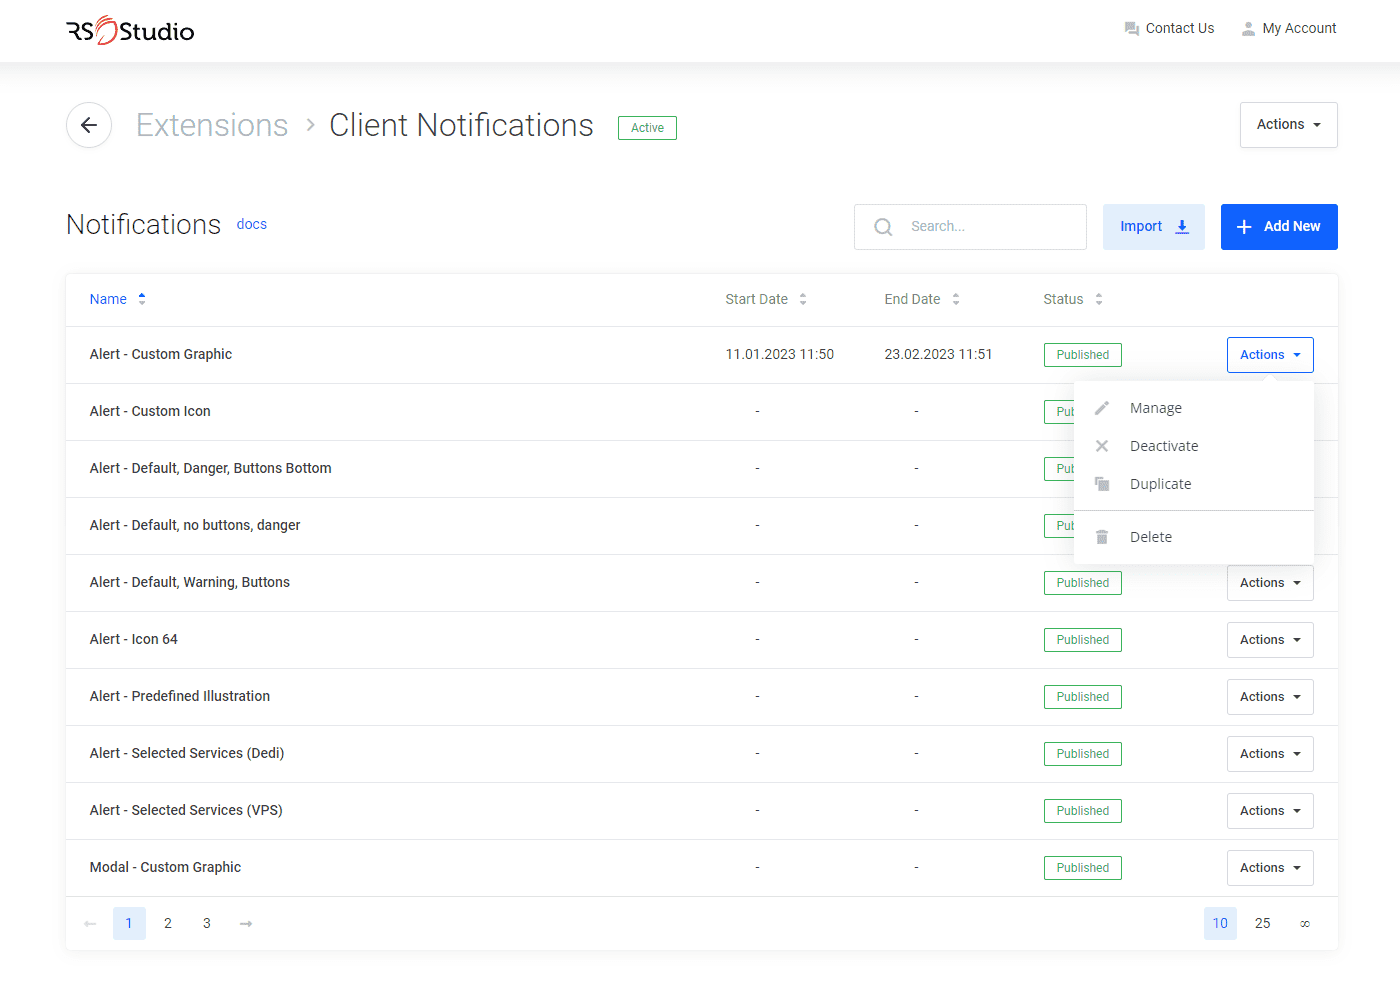 RS Studio
Contact Us
My Account
Extensions > Client Notifications Active
Actions
Notifications docs
Search...
Import
+ Add New
Name Start Date End Date Status
Alert - Custom Graphic 11.01.2023 11:50 23.02.2023 11:51 Published Actions
Alert - Custom Icon - - Pu
Manage
Deactivate
Alert - Default, Danger, Buttons Bottom - - Pu
Duplicate
Alert - Default, no buttons, danger - - Pu
Delete
Alert - Default, Warning, Buttons - - Published Actions
Alert - Icon 64 - - Published Actions
Alert - Predefined Illustration - - Published Actions
Alert - Selected Services (Dedi) - - Published Actions
Alert - Selected Services (VPS) - - Published Actions
Modal - Custom Graphic - - Published Actions
← 1 2 3 → 10 25 ∞